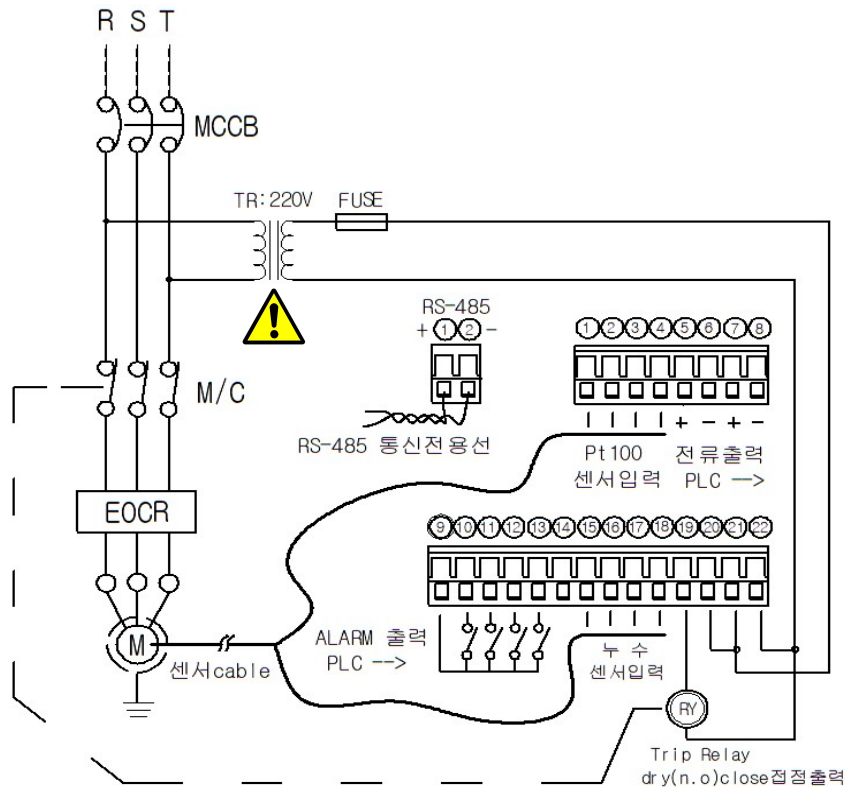 R S T
MCCB
TR:220V
FUSE
RS-485
+ ① ② -
① ② ③ ④ ⑤ ⑥ ⑦ ⑧
M/C
RS-485 통신전용선
+ - + -
Pt100
센서입력
전류출력
PLC -->
EOCR
⑨ ⑩ ⑪ ⑫ ⑬ ⑭ ⑮ ⑯ ⑰ ⑱ ⑲ ⑳ ㉑ ㉒
M
센서cable
ALARM 출력
PLC -->
누 수
센서입력
RY
Trip Relay
dry(n.o)close접점출력